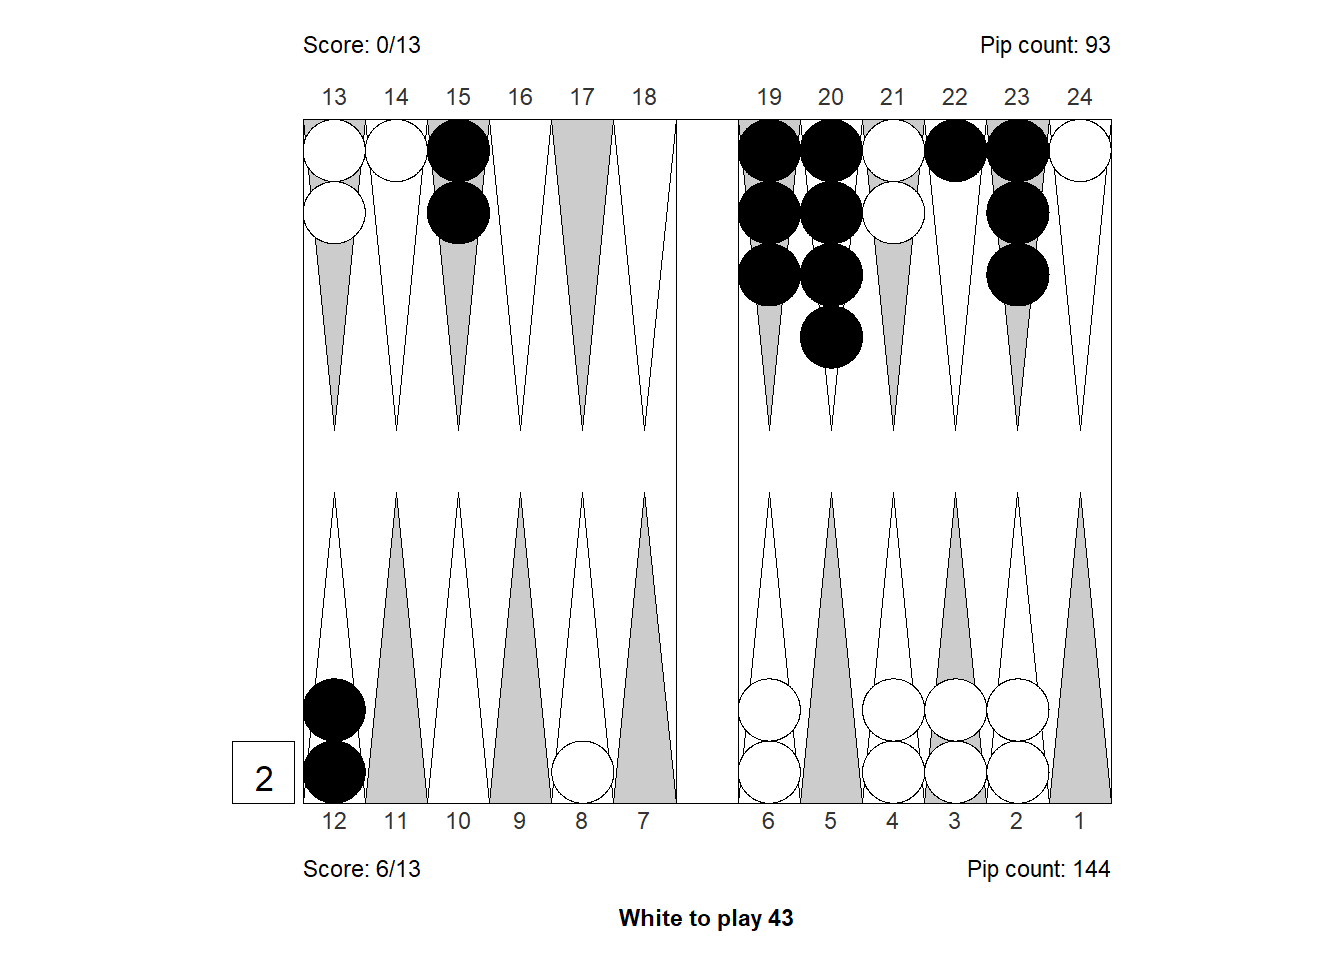 Score: 0/13 Pip count: 93
13 14 15 16 17 18 19 20 21 22 23 24
2
12 11 10 9 8 7 6 5 4 3 2 1
Score: 6/13 Pip count: 144
White to play 43